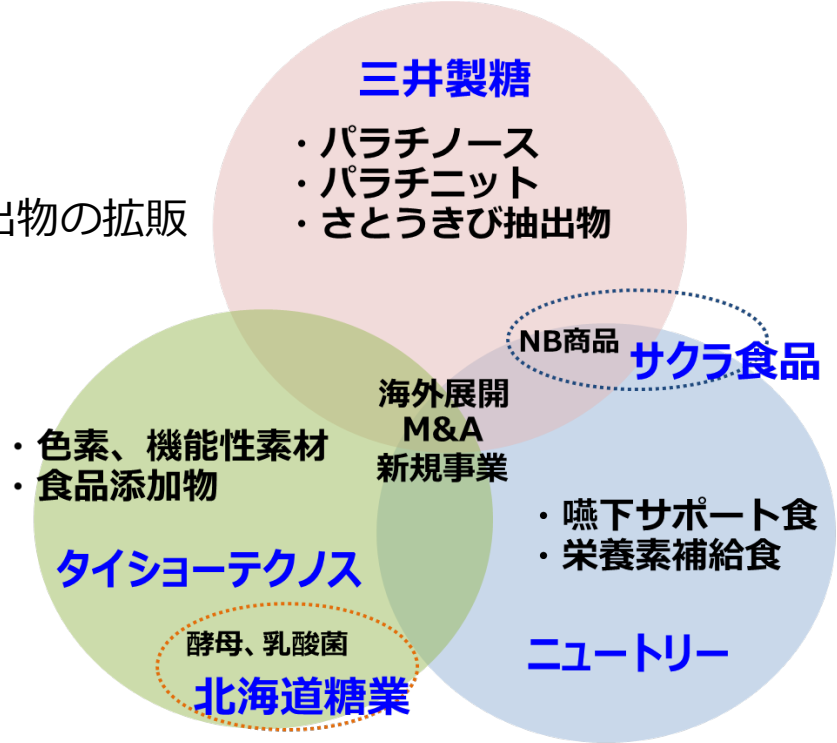 三井製糖
・パラチノース
・パラチニット
・さとうきび抽出物
出物の拡販
NB商品
サクラ食品
海外展開
M&A
新規事業
・色素、機能性素材
・食品添加物
・嚥下サポート食
・栄養素補給食
タイショーテクノス
酵母、乳酸菌
北海道糖業
ニュートリー